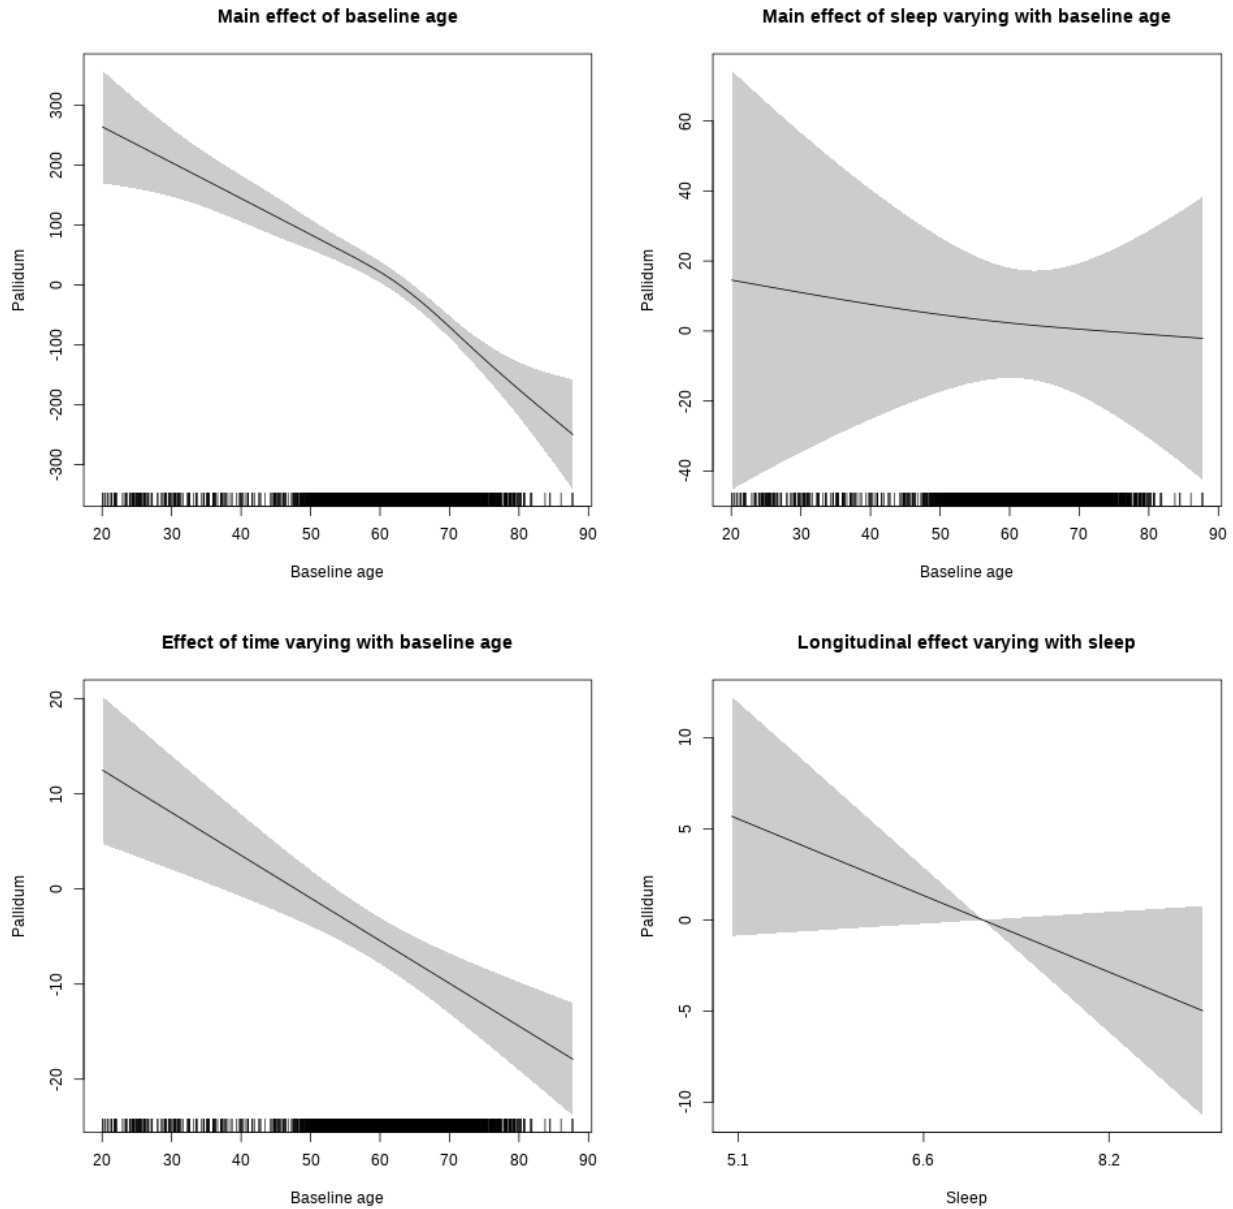 Main effect of baseline age
Pallidum
300
200
100
0
-100
-200
-300
20 30 40 50 60 70 80 90
Baseline age
Main effect of sleep varying with baseline age
Pallidum
60
40
20
0
-20
-40
20 30 40 50 60 70 80 90
Baseline age
Effect of time varying with baseline age
Pallidum
20
10
0
-10
-20
20 30 40 50 60 70 80 90
Baseline age
Longitudinal effect varying with sleep
Pallidum
10
5
0
-5
-10
5.1 6.6 8.2
Sleep